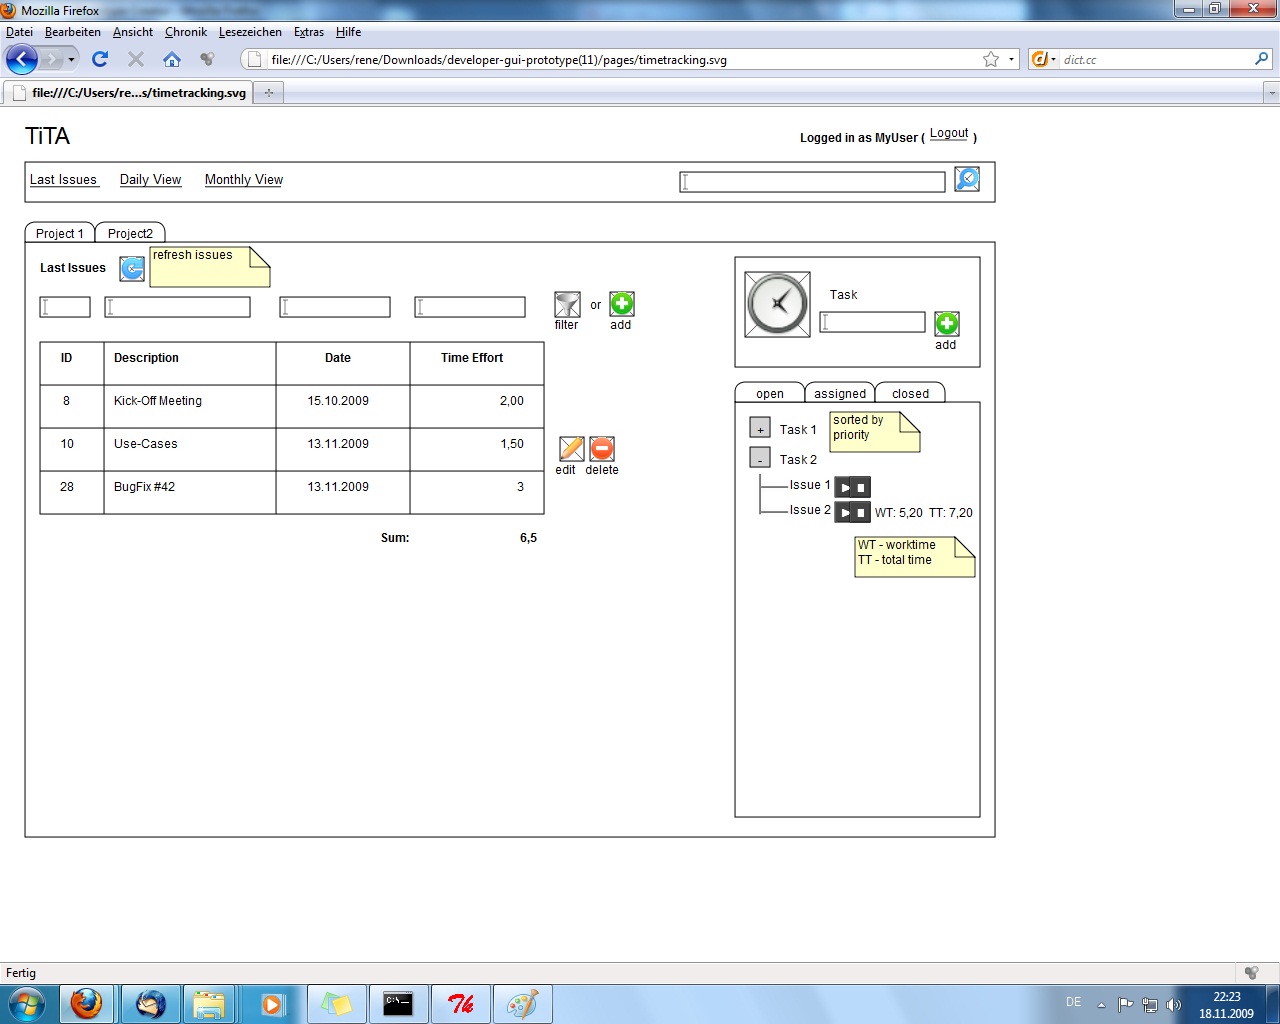 Mozilla Firefox
Datei Bearbeiten Ansicht Chronik Lesezeichen Extras Hilfe
file:///C:/Users/rene/Downloads/developer-gui-prototype(11)/pages/timetracking.svg
dict.cc
file:///C:/Users/re...s/timetracking.svg
TiTA
Logged in as MyUser ( Logout )
Last Issues Daily View Monthly View
Project 1 Project2
Last Issues
refresh issues
or
filter add
ID Description Date Time Effort
8 Kick-Off Meeting 15.10.2009 2,00
10 Use-Cases 13.11.2009 1,50
edit delete
28 BugFix #42 13.11.2009 3
Sum: 6,5
Task
add
open assigned closed
+ Task 1
sorted by
priority
- Task 2
Issue 1
Issue 2 WT: 5,20 TT: 7,20
WT - worktime
TT - total time
Fertig
C:\_
Tk
DE
22:23
18.11.2009